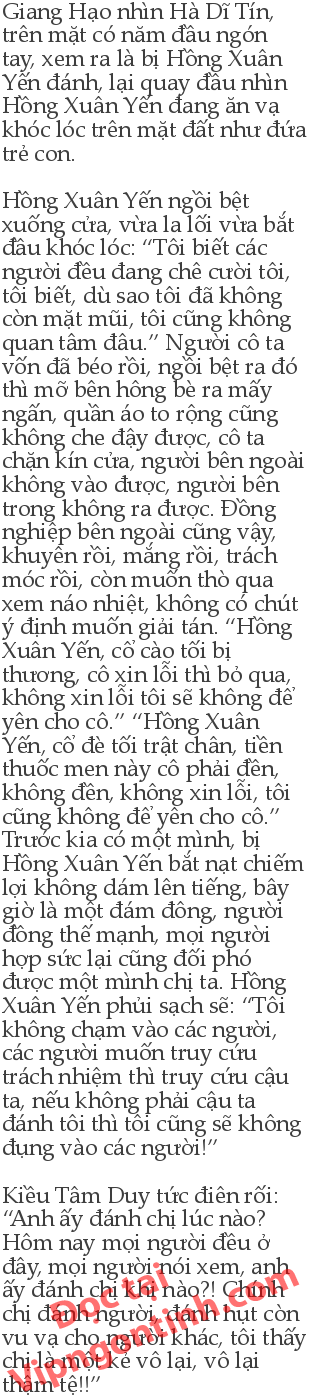 Giang Hạo nhìn Hà Dĩ Tín,
trên mặt có năm đầu ngón
tay, xem ra là bị Hồng Xuân
Yến đánh, lại quay đầu nhìn
Hồng Xuân Yến đang ăn vạ
khóc lóc trên mặt đất như đứa
trẻ con.

Hồng Xuân Yến ngồi bệt
xuống cửa, vừa la lối vừa bắt
đầu khóc lóc: “Tôi biết các
người đều đang chê cười tôi,
tôi biết, dù sao tôi đã không
còn mặt mũi, tôi cũng không
quan tâm đâu.” Người cô ta
vốn đã béo rồi, ngồi bệt ra đó
thì mỡ bên hông bè ra mấy
ngấn, quần áo to rộng cũng
không che đậy được, cô ta
chặn kín cửa, người bên ngoài
không vào được, người bên
trong không ra được. Đồng
nghiệp bên ngoài cũng vậy,
khuyên rồi, mắng rồi, trách
móc rồi, còn muốn thò qua
xem náo nhiệt, không có chút
ý định muốn giải tán. “Hồng
Xuân Yến, cổ cào tối bị
thương, cô xin lỗi thì bỏ qua,
không xin lỗi tôi sẽ không để
yên cho cô.” “Hồng Xuân
Yến, cổ đè tối trật chân, tiền
thuốc men này cô phải đền,
không đền, không xin lỗi, tôi
cũng không để yên cho cô.”
Trước kia có một mình, bị
Hồng Xuân Yến bắt nạt chiếm
lợi không dám lên tiếng, bây
giờ là một đám đông, người
đông thế mạnh, mọi người
hợp sức lại cũng đối phó
được một mình chị ta. Hồng
Xuân Yến phủi sạch sẽ: “Tôi
không chạm vào các người,
các người muốn truy cứu
trách nhiệm thì truy cứu cậu
ta, nếu không phải cậu ta
đánh tôi thì tôi cũng sẽ không
đụng vào các người!”

Kiều Tâm Duy tức điên rồi:
“Anh ấy đánh chị lúc nào?
Hôm nay mọi người đều ở
đây, mọi người nói xem, anh
ấy đánh chị khi nào?! Chính
chị đánh người, đánh hụt còn
vu vạ cho người khác, tôi thấy
chị là một kẻ vô lại, vô lại
thậm tệ!!”
Đọc tại
Vipngontinh.com